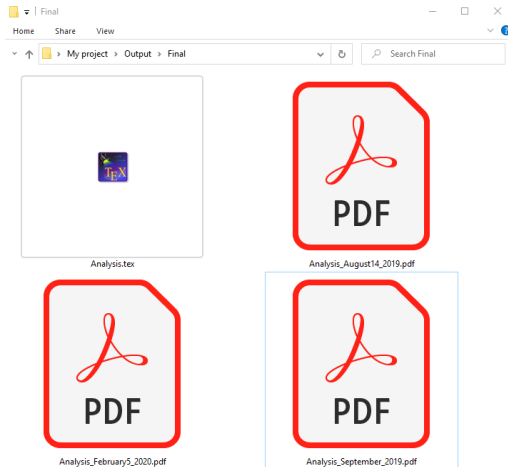 Final
Home Share View
My project > Output > Final
Search Final
TEX
PDF
Analysis.tex
Analysis_August14_2019.pdf
PDF
PDF
Analysis_February5_2020.pdf
Analysis_September_2019.pdf